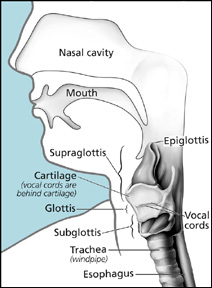 Nasal cavity
Mouth
Epiglottis
Supraglottis
Cartilage
(vocal cords are
behind cartilage)
Glottis
Vocal
cords
Subglottis
Trachea
(windpipe)
Esophagus